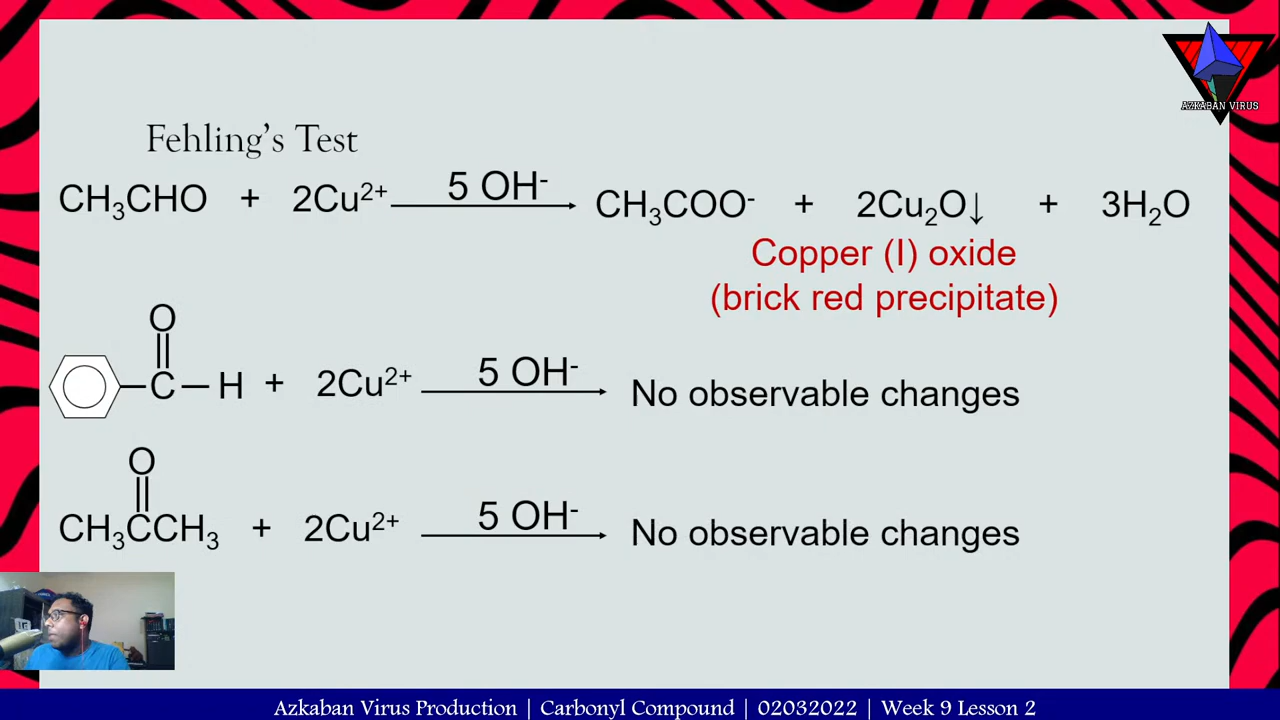 AZKABAN VIRUS
Fehling's Test
CH₃CHO + 2Cu²⁺ 5 OH⁻ CH₃COO⁻ + 2Cu₂O↓ + 3H₂O
Copper (I) oxide
(brick red precipitate)
O
C H + 2Cu²⁺ 5 OH⁻ No observable changes
O
CH₃CCH₃ + 2Cu²⁺ 5 OH⁻ No observable changes
Azkaban Virus Production | Carbonyl Compound | 02032022 | Week 9 Lesson 2